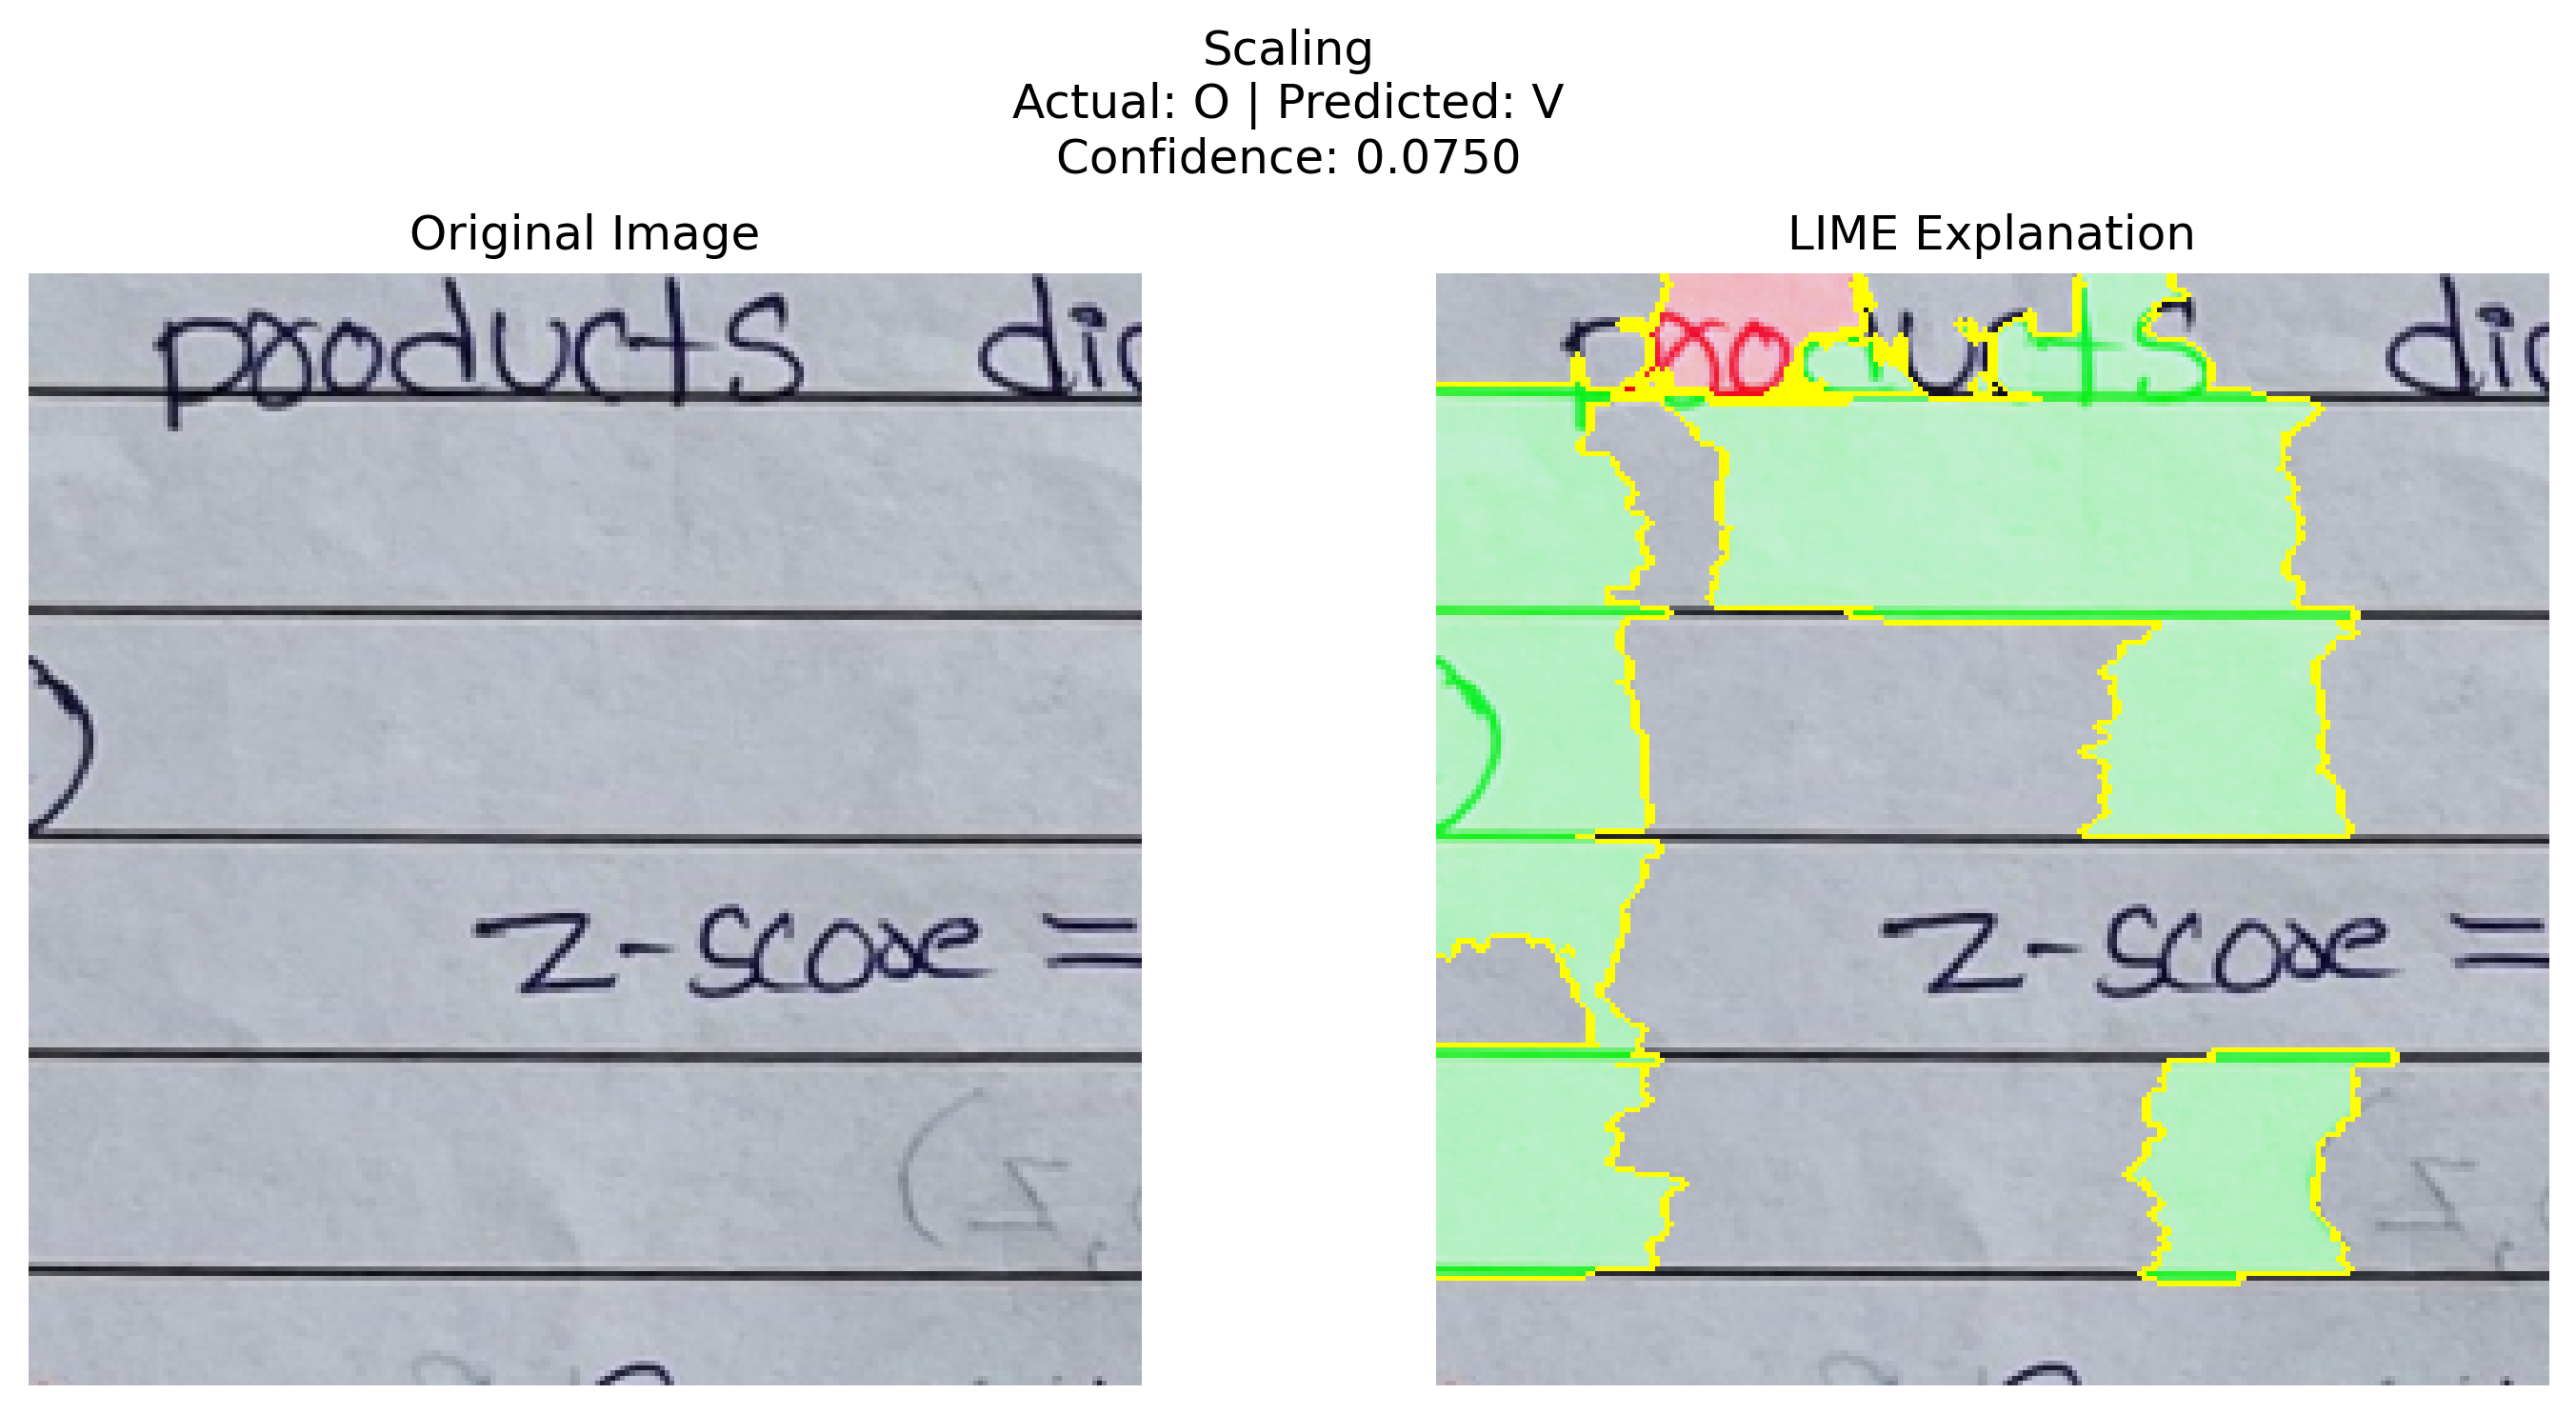 Scaling
Actual: O | Predicted: V
Confidence: 0.0750
Original Image
LIME Explanation
products
)
z-score =
products
)
z-score =